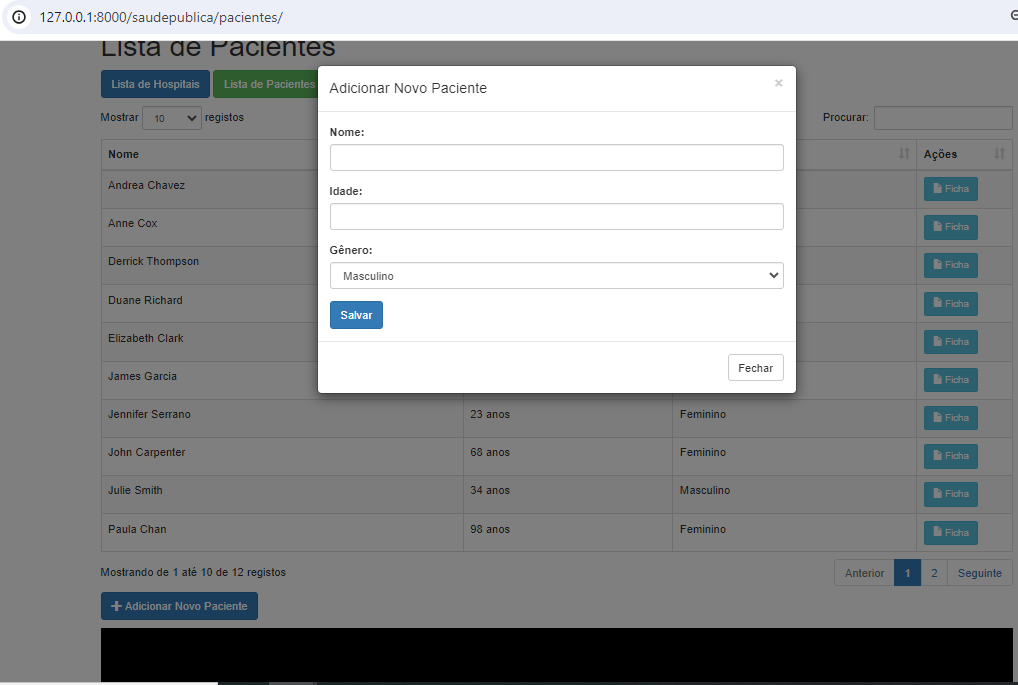 127.0.0.1:8000/saudepublica/pacientes/
Lista de Pacientes
Lista de Hospitais Lista de Pacientes
Adicionar Novo Paciente ×
Mostrar 10 registos Procurar:
Nome:
Nome Ações
Andrea Chavez Ficha
Idade:
Anne Cox Ficha
Gênero:
Derrick Thompson Ficha
Masculino
Duane Richard Ficha
Salvar
Elizabeth Clark Ficha
Fechar
James Garcia Ficha
Jennifer Serrano 23 anos Feminino Ficha
John Carpenter 68 anos Feminino Ficha
Julie Smith 34 anos Masculino Ficha
Paula Chan 98 anos Feminino Ficha
Mostrando de 1 até 10 de 12 registos Anterior 1 2 Seguinte
Adicionar Novo Paciente